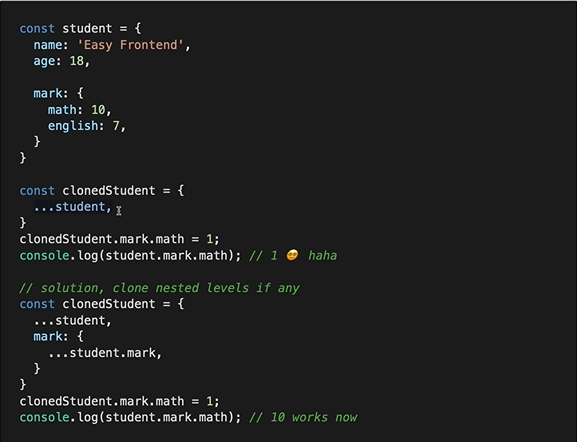 const student = {
  name: 'Easy Frontend',
  age: 18,

  mark: {
    math: 10,
    english: 7,
  }
}

const clonedStudent = {
  ...student,
}
clonedStudent.mark.math = 1;
console.log(student.mark.math); // 1 😅 haha

// solution, clone nested levels if any
const clonedStudent = {
  ...student,
  mark: {
    ...student.mark,
  }
}
clonedStudent.mark.math = 1;
console.log(student.mark.math); // 10 works now